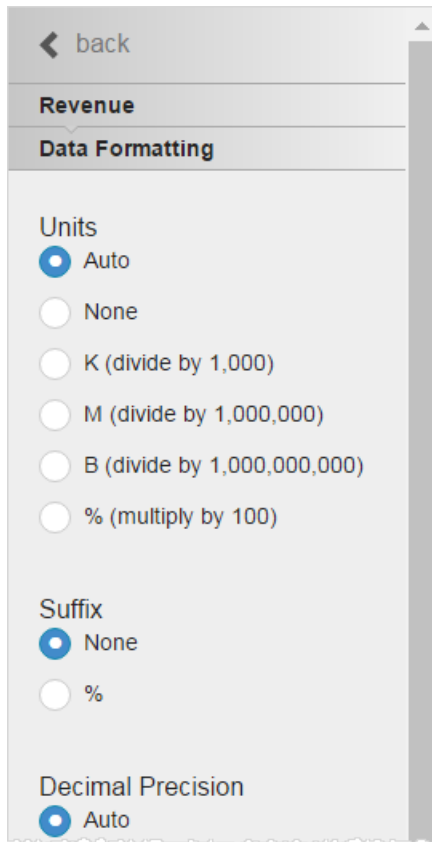 back
Revenue
Data Formatting
Units
Auto
None
K (divide by 1,000)
M (divide by 1,000,000)
B (divide by 1,000,000,000)
% (multiply by 100)
Suffix
None
%
Decimal Precision
Auto